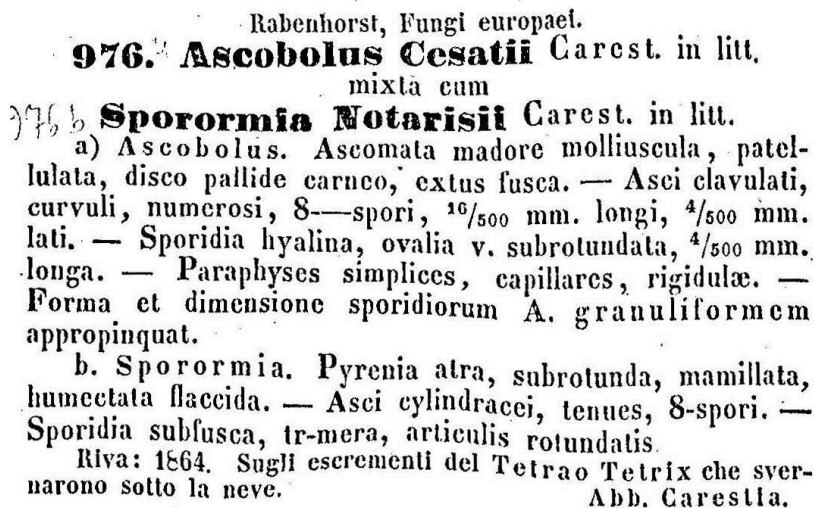 Rabenhorst, Fungi europaei.
976. Ascobolus Cesatii Carest. in litt.
mixta cum
976 b Sporormia Notarisii Carest. in litt.
a) Ascobolus. Ascomata madore molliuscula, patel-
lulata, disco pallide carneo, extus fusca. — Asci clavulati,
curvuli, numerosi, 8—spori, 16/500 mm. longi, 4/500 mm.
lati. — Sporidia hyalina, ovalia v. subrotundata, 4/500 mm.
longa. — Paraphyses simplices, capillares, rigidulæ. —
Forma et dimensione sporidiorum A. granuliformem
appropinquat.
b. Sporormia. Pyrenia atra, subrotunda, mamillata,
humectata flaccida. — Asci cylindracei, tenues, 8-spori. —
Sporidia subfusca, tr-mera, articulis rotundatis
Riva: 1864. Sugli escrementi del Tetrao Tetrix che sver-
narono sotto la neve.
Abb. Carestia.